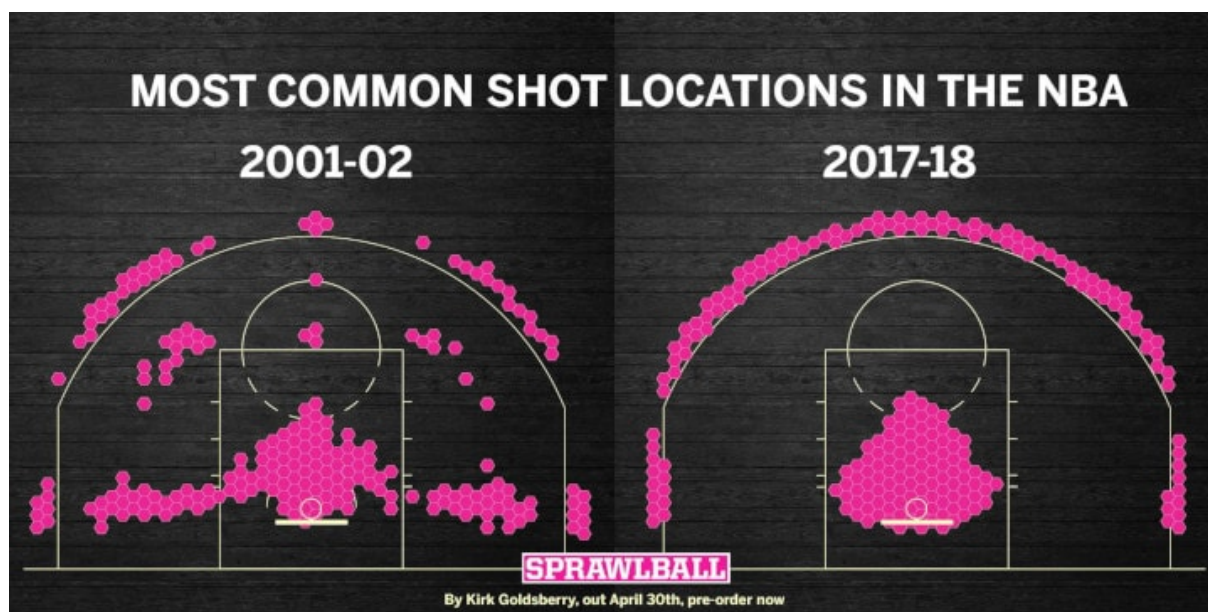 MOST COMMON SHOT LOCATIONS IN THE NBA
2001-02
2017-18
SPRAWLBALL
By Kirk Goldsberry, out April 30th, pre-order now